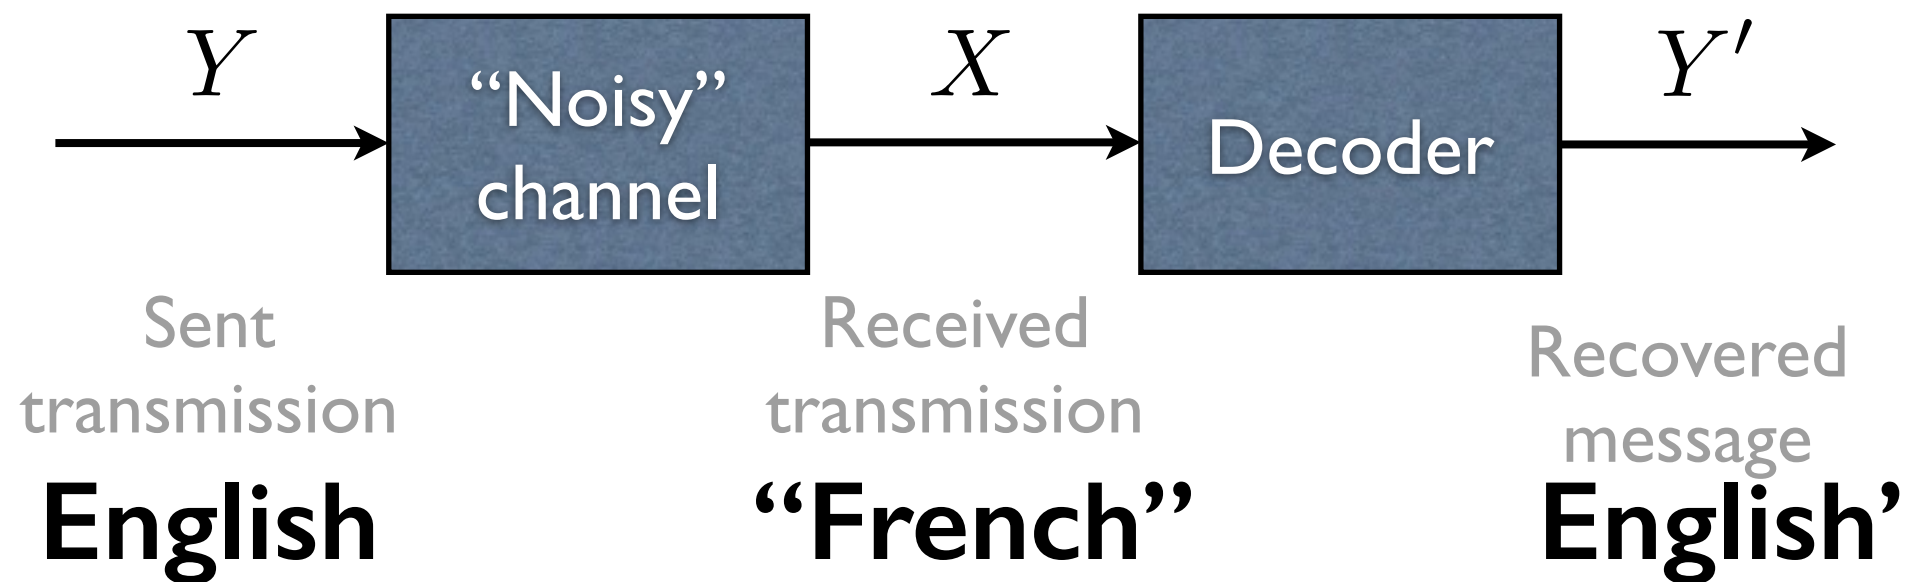 Y
“Noisy”
channel
X
Decoder
Y′
Sent
transmission
Received
transmission
Recovered
message
English
“French”
English’